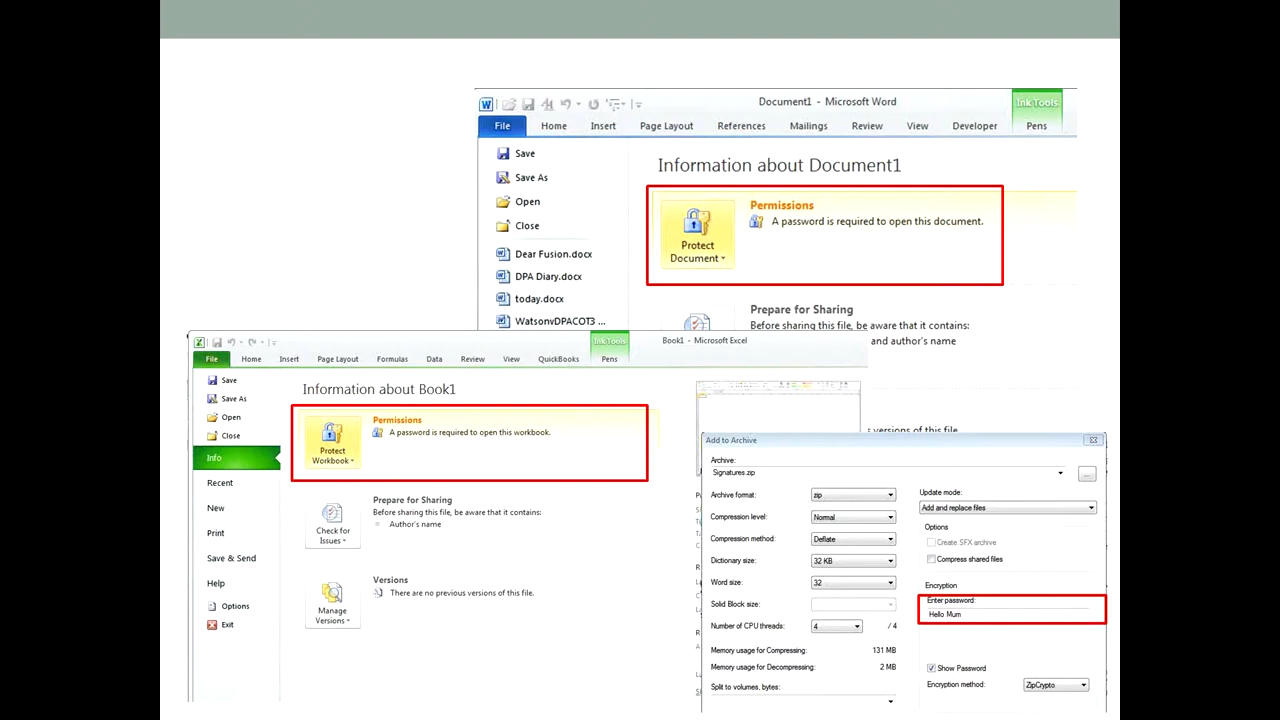 Document1 - Microsoft Word
Ink Tools
File Home Insert Page Layout References Mailings Review View Developer Pens
Save
Save As
Open
Close
Dear Fusion.docx
DPA Diary.docx
today.docx
WatsonvDPACOT3 ...
Information about Document1
Permissions
A password is required to open this document.
Protect
Document
Prepare for Sharing
Before sharing this file, be aware that it contains:
and author's name
versions of this file.
Ink Tools
Book1 - Microsoft Excel
File Home Insert Page Layout Formulas Data Review View QuickBooks Pens
Save
Save As
Open
Close
Info
Recent
New
Print
Save & Send
Help
Options
Exit
Information about Book1
Permissions
A password is required to open this workbook.
Protect
Workbook
Prepare for Sharing
Before sharing this file, be aware that it contains:
Author's name
Check for
Issues
Versions
There are no previous versions of this file.
Manage
Versions
Add to Archive
Archive:
Signatures.zip
...
Archive format: zip
Compression level: Normal
Compression method: Deflate
Dictionary size: 32 KB
Word size: 32
Solid Block size:
Number of CPU threads: 4 / 4
Memory usage for Compressing: 131 MB
Memory usage for Decompressing: 2 MB
Split to volumes, bytes:
Update mode:
Add and replace files
Options
Create SFX archive
Compress shared files
Encryption
Enter password:
Hello Mum
Show Password
Encryption method: ZipCrypto